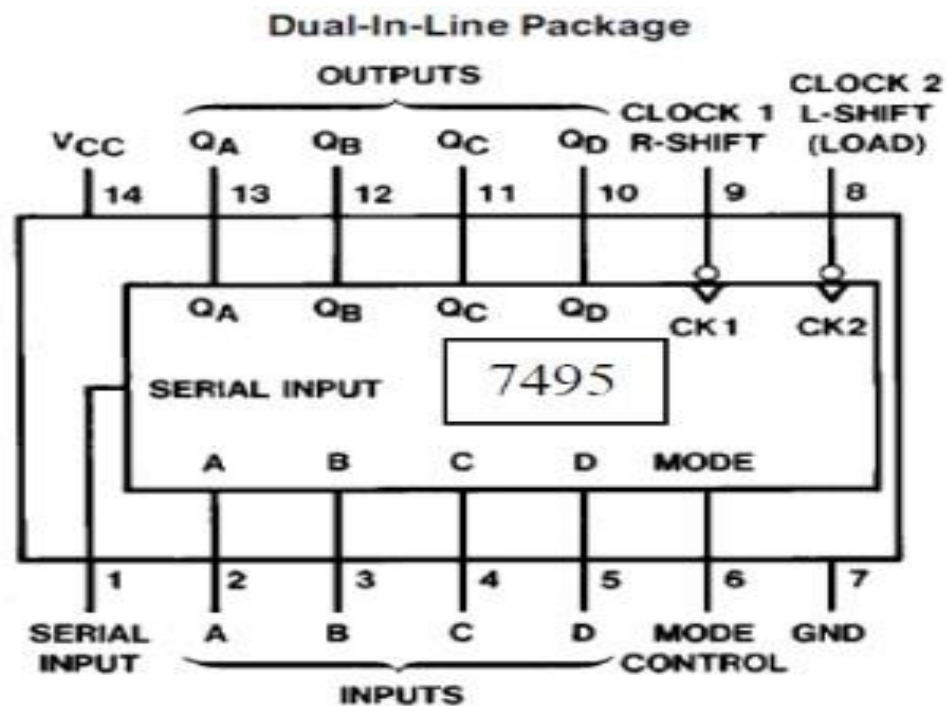 Dual-In-Line Package
OUTPUTS
CLOCK 1 CLOCK 2
VCC QA QB QC QD R-SHIFT L-SHIFT
(LOAD)
14 13 12 11 10 9 8
QA QB QC QD CK1 CK2
SERIAL INPUT 7495
A B C D MODE
1 2 3 4 5 6 7
SERIAL INPUT A B C D MODE CONTROL GND
INPUTS